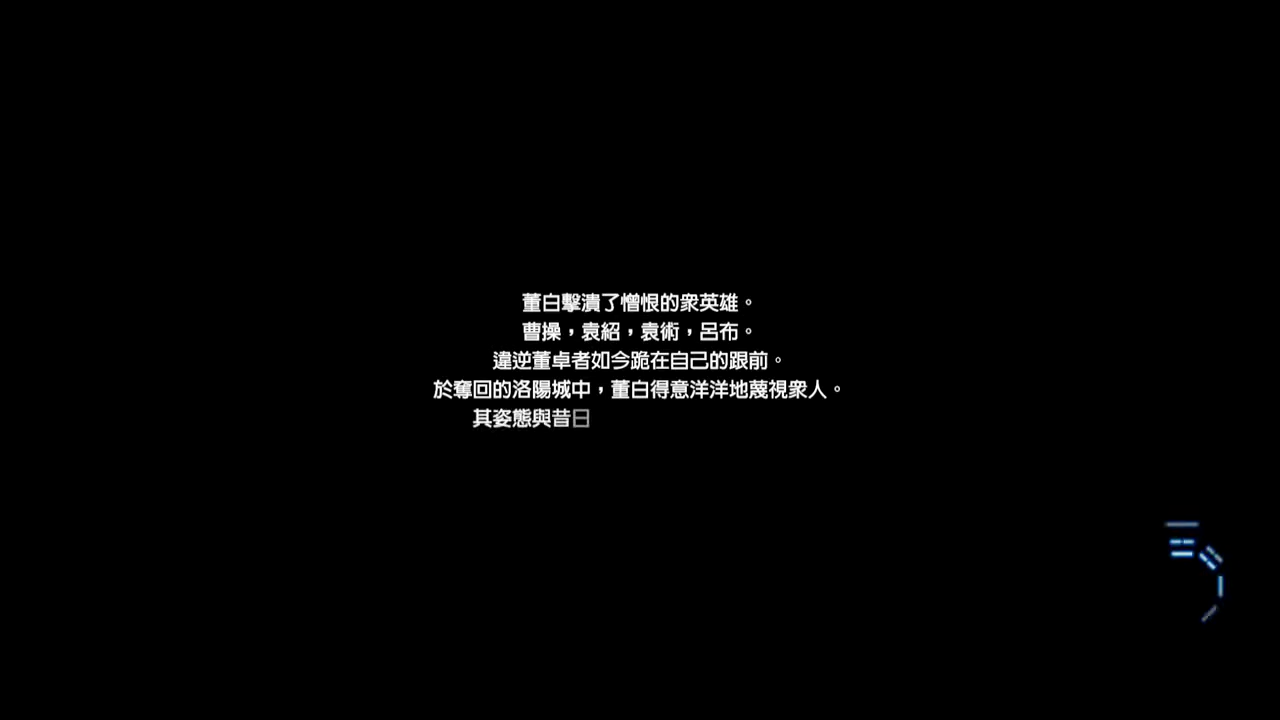 董白擊潰了憎恨的衆英雄。
曹操，袁紹，袁術，呂布。
違逆董卓者如今跪在自己的跟前。
於奪回的洛陽城中，董白得意洋洋地蔑視衆人。
其姿態與昔日